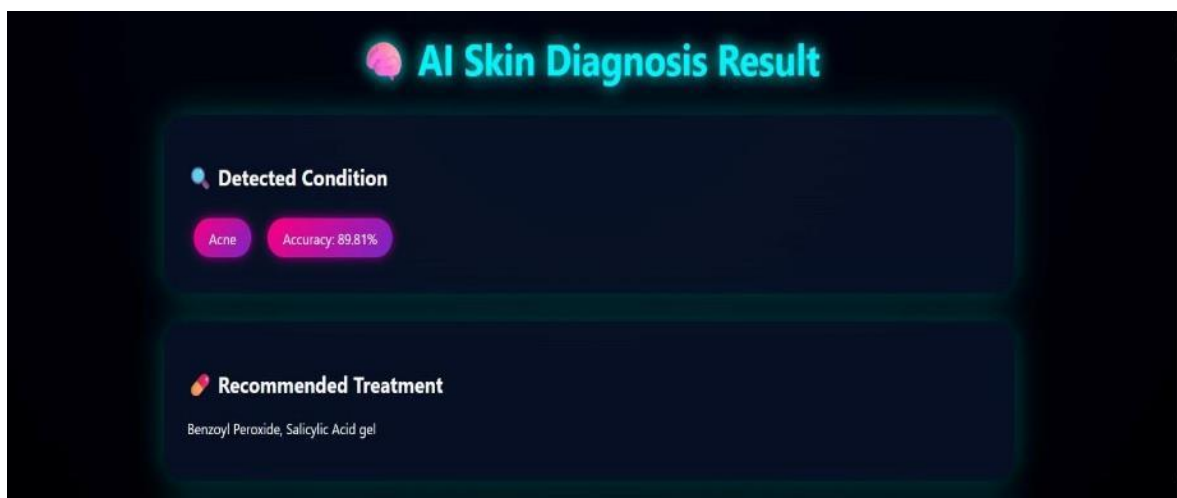 AI Skin Diagnosis Result
Detected Condition
Acne
Accuracy: 89.81%
Recommended Treatment
Benzoyl Peroxide, Salicylic Acid gel